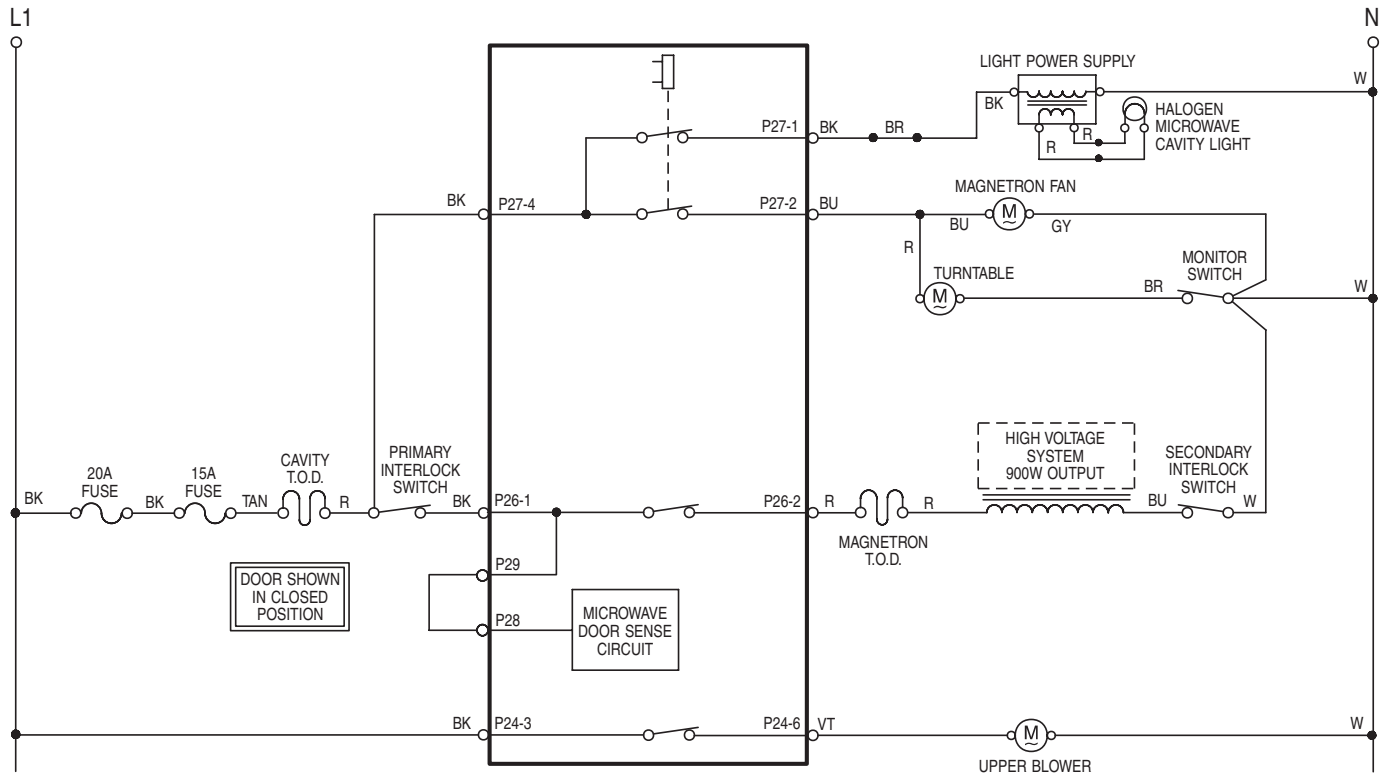 L1
N
LIGHT POWER SUPPLY
W
BK
HALOGEN
MICROWAVE
CAVITY LIGHT
R
R
P27-1
BK
BR
MAGNETRON FAN
BK
P27-4
P27-2
BU
M
~
BU
GY
R
TURNTABLE
MONITOR
SWITCH
M
~
BR
W
HIGH VOLTAGE
SYSTEM
900W OUTPUT
SECONDARY
INTERLOCK
SWITCH
PRIMARY
INTERLOCK
SWITCH
CAVITY
T.O.D.
20A
FUSE
15A
FUSE
BK
BK
TAN
R
BK
P26-1
P26-2
R
R
BU
W
MAGNETRON
T.O.D.
P29
DOOR SHOWN
IN CLOSED
POSITION
P28
MICROWAVE
DOOR SENSE
CIRCUIT
BK
P24-3
P24-6
VT
M
~
W
UPPER BLOWER